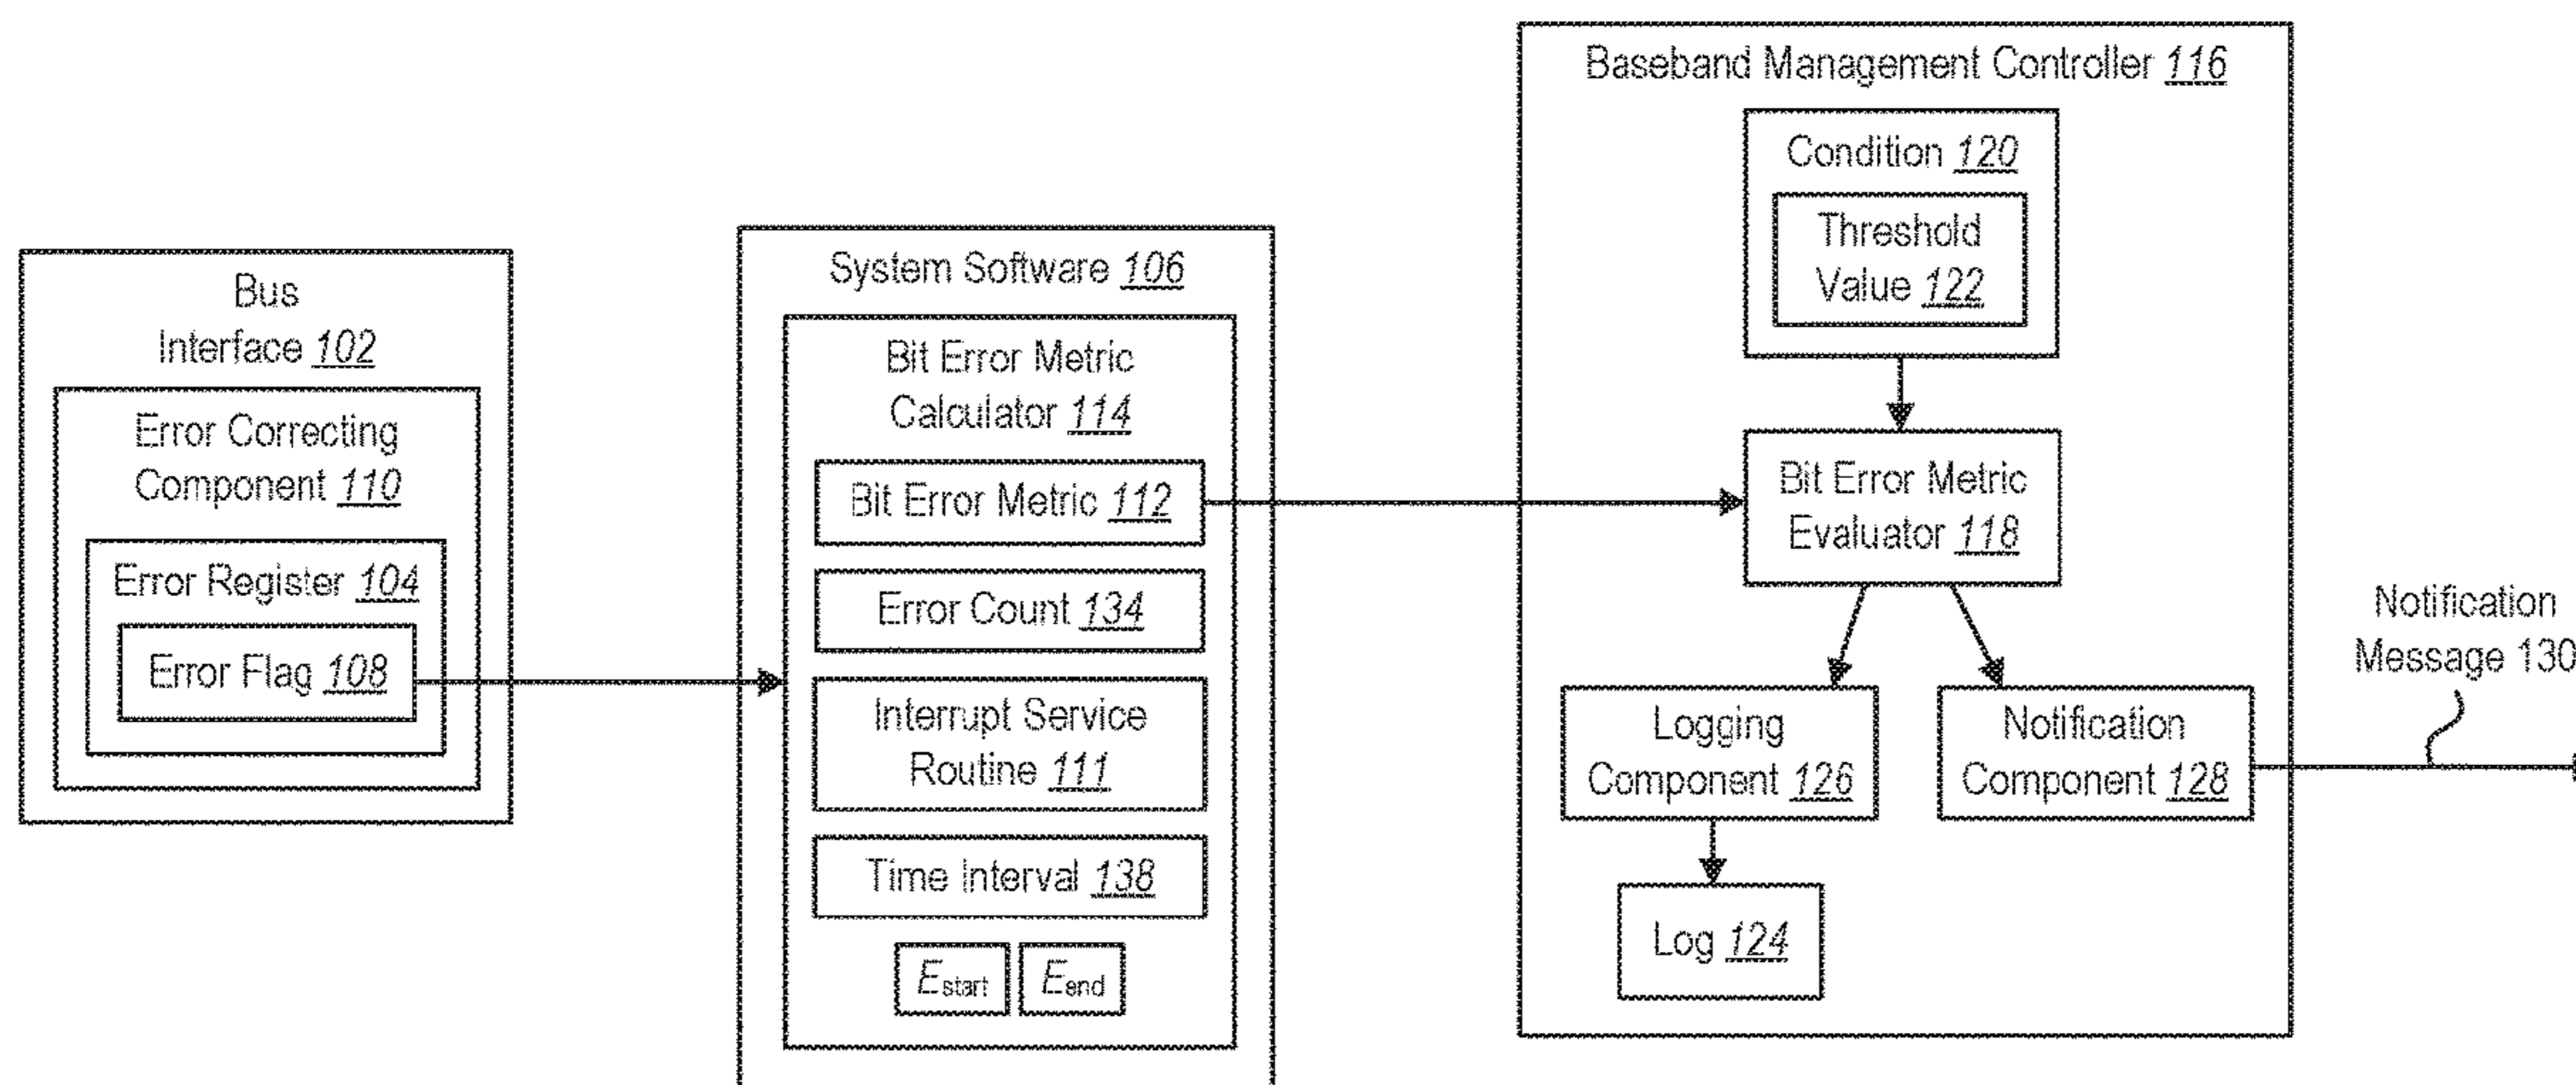 Bus
Interface 102
Error Correcting
Component 110
Error Register 104
Error Flag 108
System Software 106
Bit Error Metric
Calculator 114
Bit Error Metric 112
Error Count 134
Interrupt Service
Routine 111
Time Interval 138
Estart
Eend
Baseband Management Controller 116
Condition 120
Threshold
Value 122
Bit Error Metric
Evaluator 118
Logging
Component 126
Notification
Component 128
Log 124
Notification
Message 130